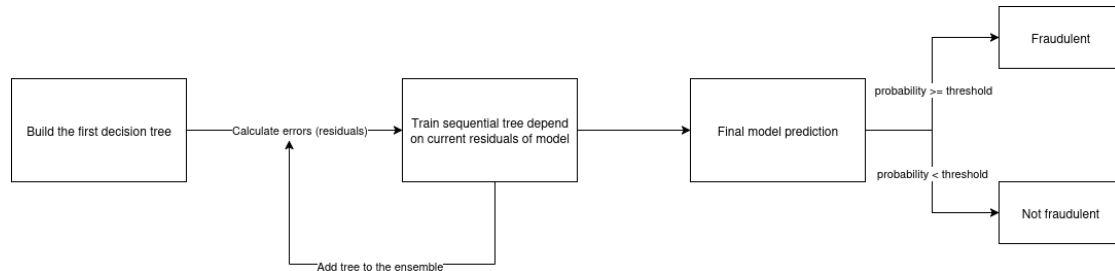 Build the first decision tree
Calculate errors (residuals)
Train sequential tree depend
on current residuals of model
Add tree to the ensemble
Final model prediction
probability >= threshold
Fraudulent
probability < threshold
Not fraudulent